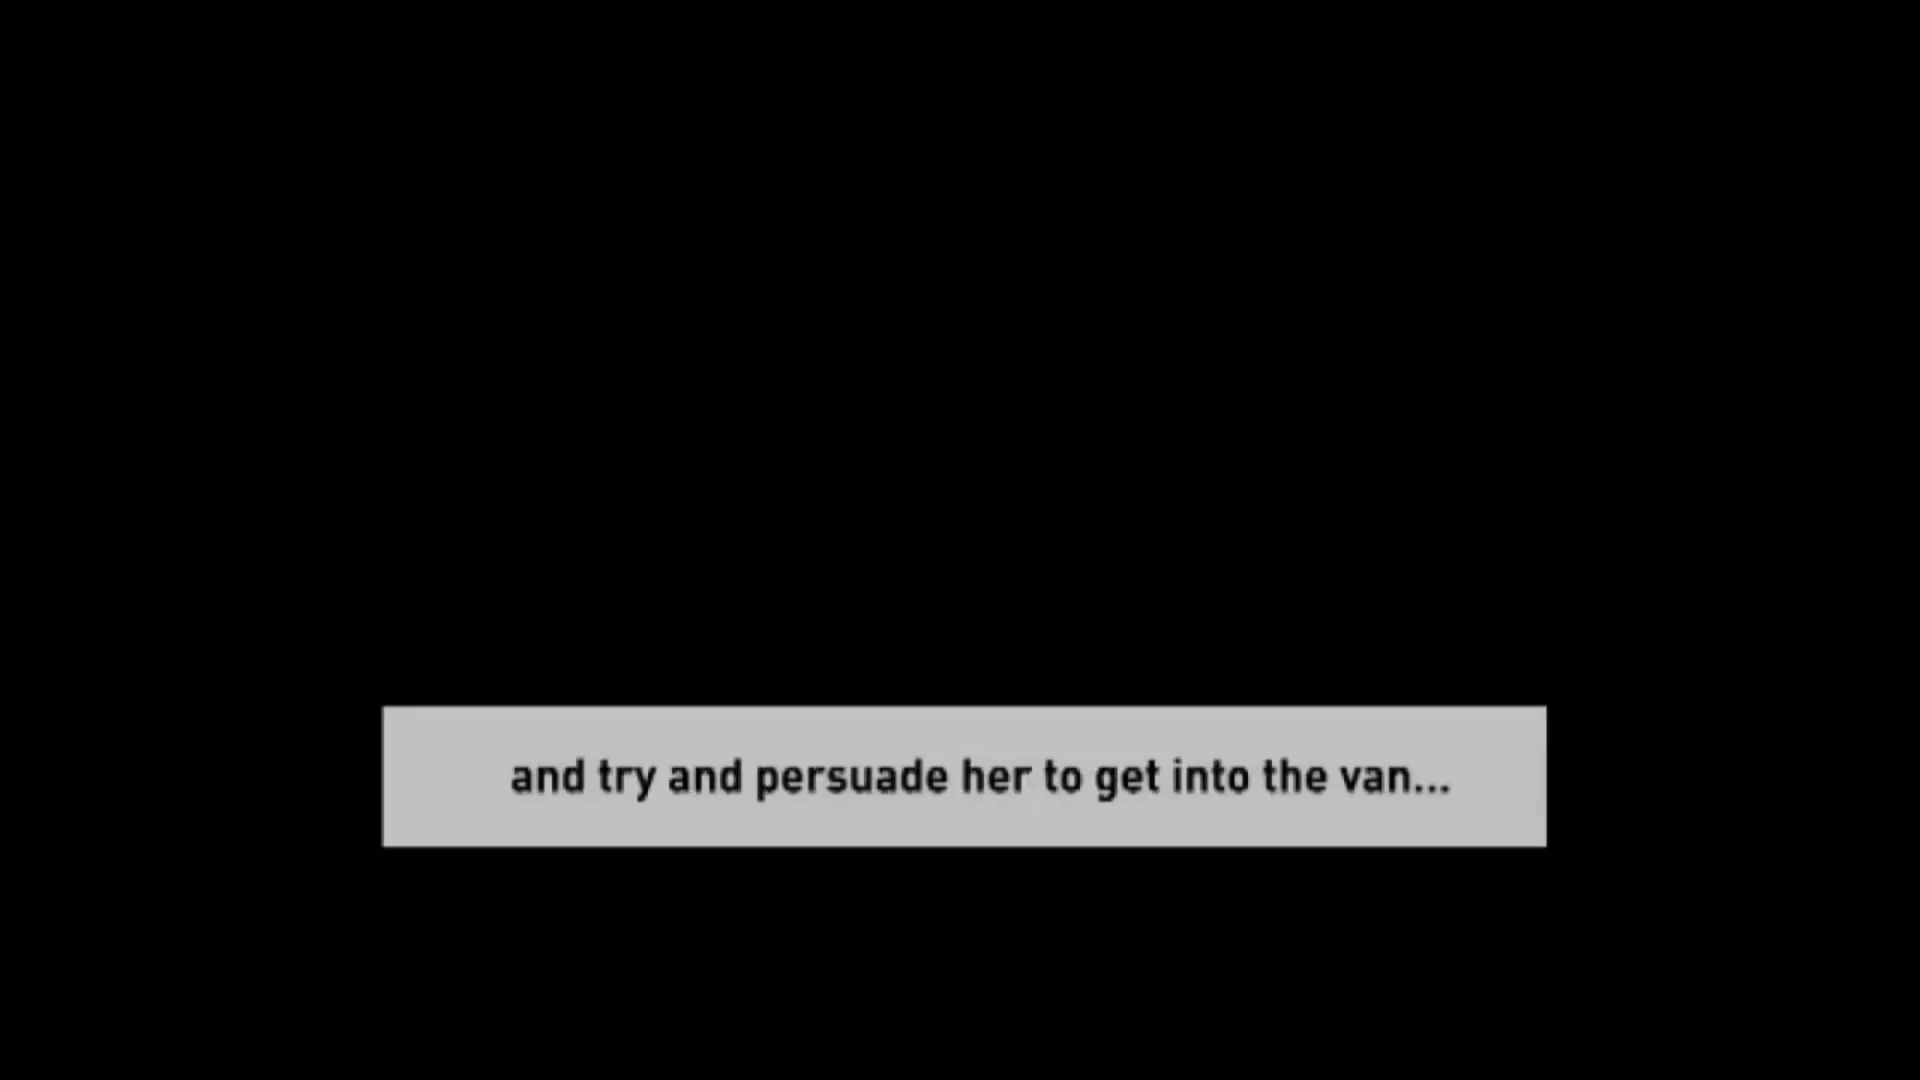 and try and persuade her to get into the van...